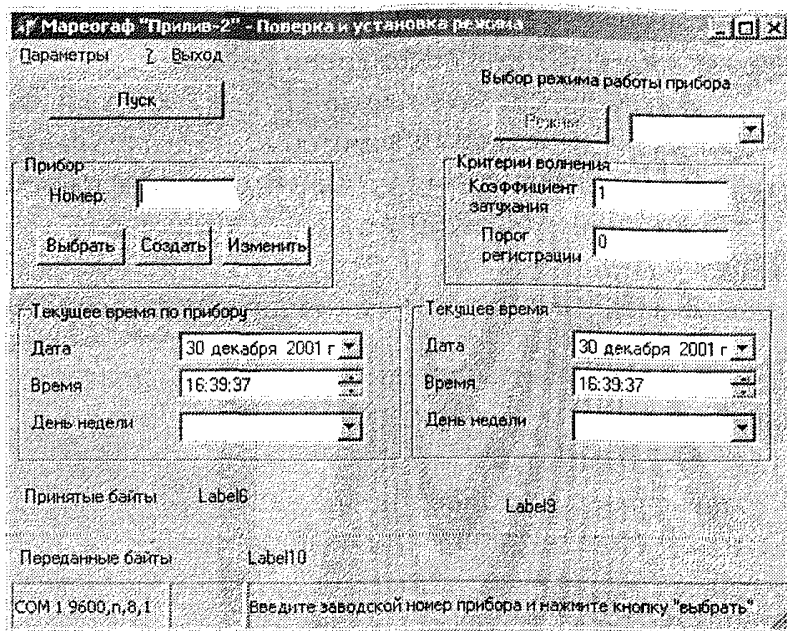 Мареогаф "Прилив-2" - Поверка и установка режима
Параметры ? Выход
Пуск
Выбор режима работы прибора
Режим
Прибор
Номер
Выбрать Создать Изменить
Критерии волнения
Коэффициент затухания 1
Порог регистрации 0
Текущее время по прибору
Дата 30 декабря 2001 г
Время 16:39:37
День недели
Текущее время
Дата 30 декабря 2001 г
Время 16:39:37
День недели
Принятые байты Label6
Label9
Переданные байты Label10
COM 1 9600,n,8,1
Введите заводской номер прибора и нажмите кнопку "выбрать"